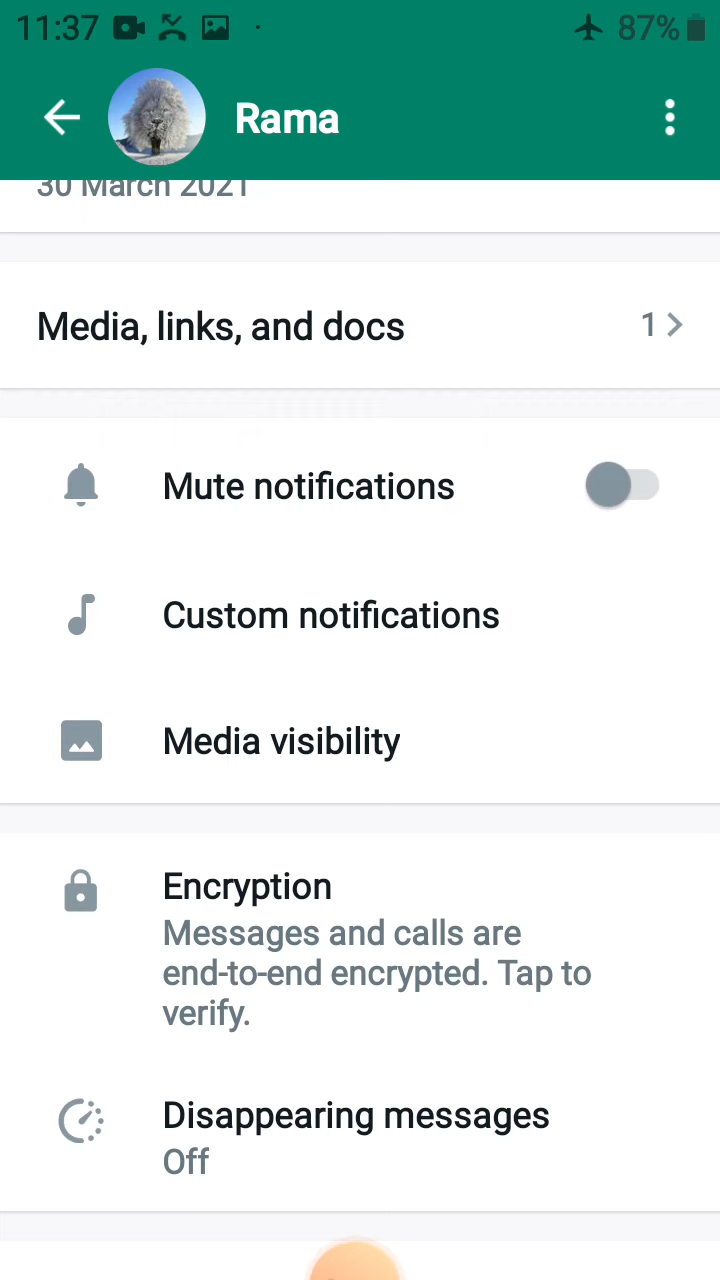 11:37 87%
Rama
30 March 2021
Media, links, and docs 1
Mute notifications
Custom notifications
Media visibility
Encryption
Messages and calls are
end-to-end encrypted. Tap to
verify.
Disappearing messages
Off